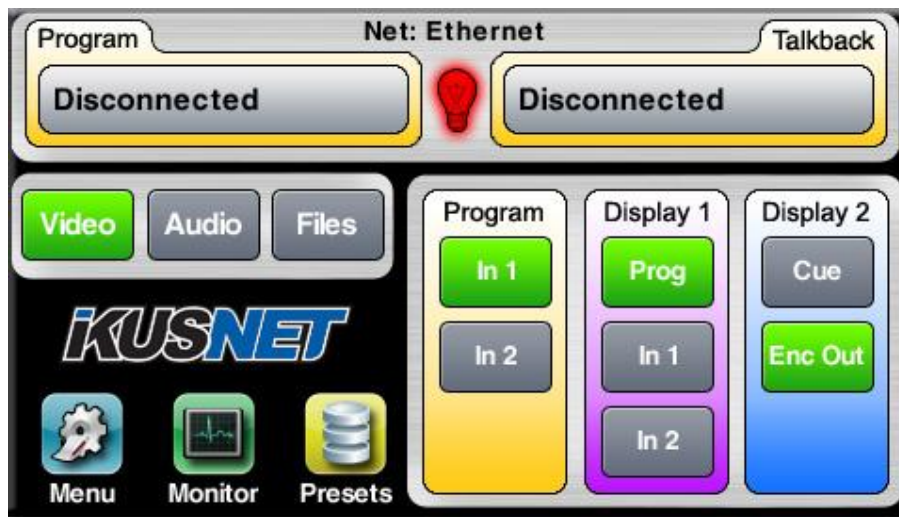 Program
Net: Ethernet
Talkback
Disconnected
Disconnected
Video
Audio
Files
Program
In 1
In 2
Display 1
Prog
In 1
In 2
Display 2
Cue
Enc Out
iKUSNET
Menu
Monitor
Presets